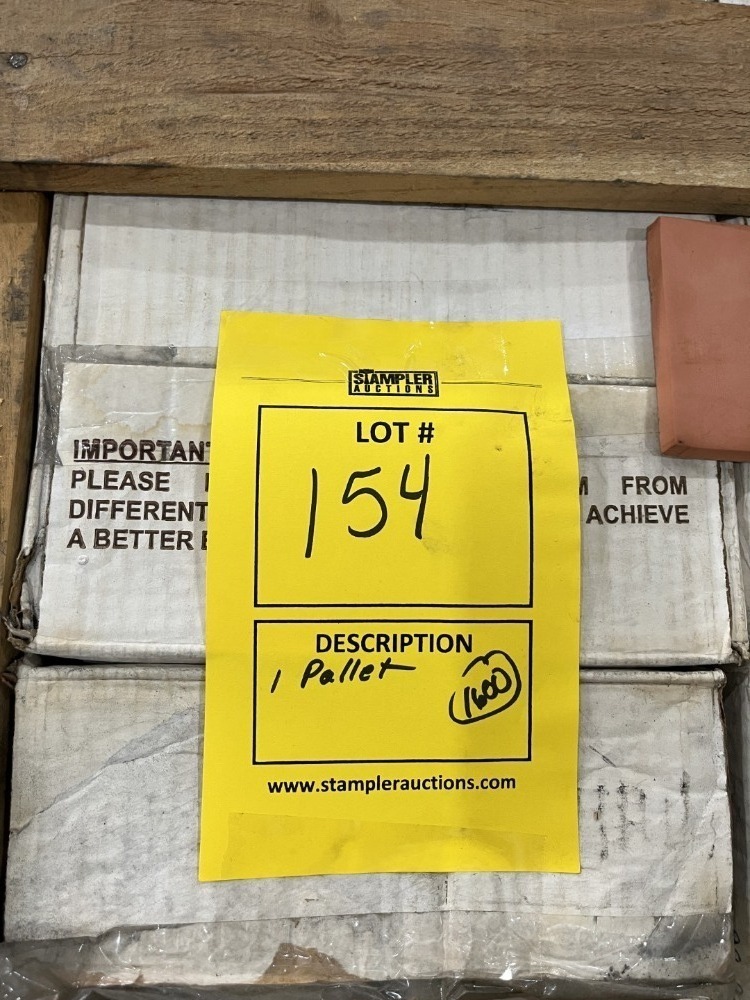 STAMPLER
AUCTIONS
LOT #
154
IMPORTANT
PLEASE FROM
DIFFERENT ACHIEVE
A BETTER
DESCRIPTION
1 Pallet
1600
www.stamplerauctions.com